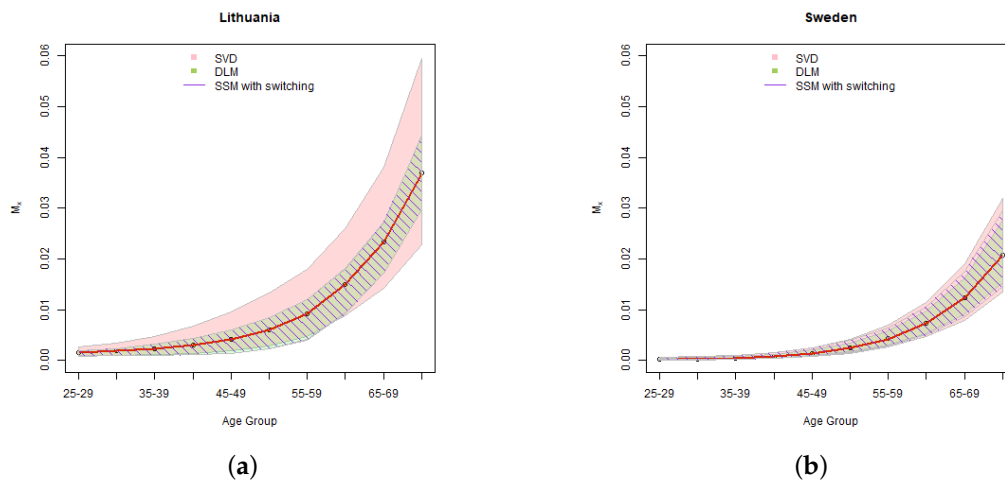 Lithuania
SVD
DLM
SSM with switching
0.06
0.05
0.04
0.03
0.02
0.01
0.00
Mx
25-29 35-39 45-49 55-59 65-69
Age Group
(a)
Sweden
SVD
DLM
SSM with switching
0.06
0.05
0.04
0.03
0.02
0.01
0.00
Mx
25-29 35-39 45-49 55-59 65-69
Age Group
(b)